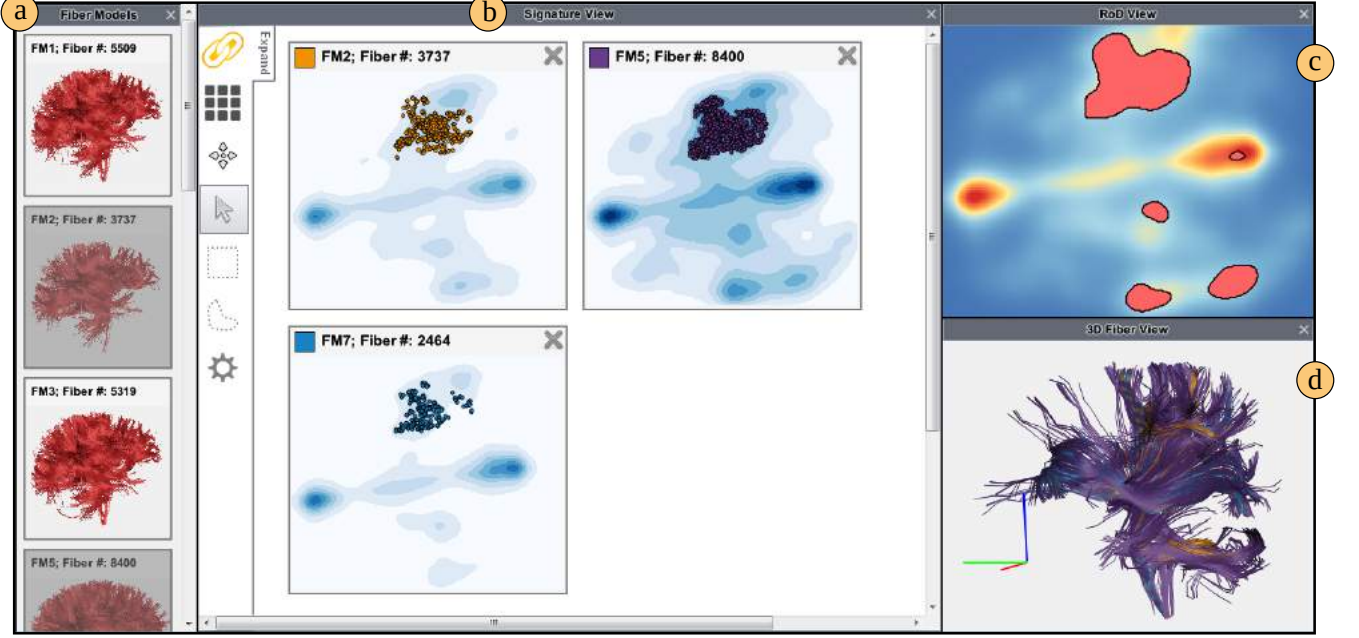 a
Fiber Models
b
Signature View
RoD View
c
FM1; Fiber #: 5509
Expand
FM2; Fiber #: 3737
FM5; Fiber #: 8400
FM2; Fiber #: 3737
FM7; Fiber #: 2464
3D Fiber View
d
FM3; Fiber #: 5319
FM5; Fiber #: 8400